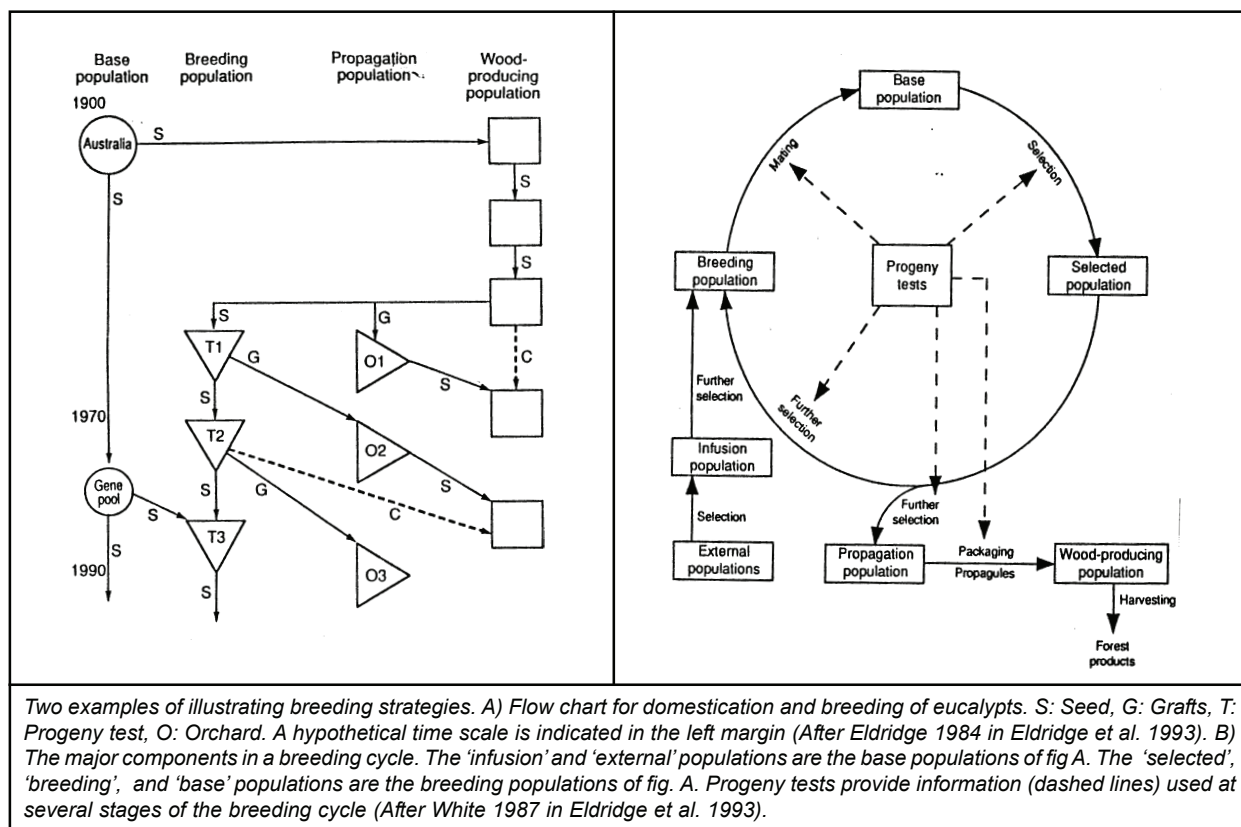 Base population
Breeding population
Propagation population
Wood-producing population
1900
Australia
S
S
S
S
S
G
T1
G
O1
C
S
S
1970
T2
O2
Gene pool
S
S
G
S
C
T3
S
1990
O3
S
Base population
Mating
Selection
Breeding population
Progeny tests
Selected population
Further selection
Further selection
Infusion population
Selection
Further selection
External populations
Propagation population
Packaging
Propagules
Wood-producing population
Harvesting
Forest products
Two examples of illustrating breeding strategies. A) Flow chart for domestication and breeding of eucalypts. S: Seed, G: Grafts, T:
Progeny test, O: Orchard. A hypothetical time scale is indicated in the left margin (After Eldridge 1984 in Eldridge et al. 1993). B)
The major components in a breeding cycle. The ‘infusion’ and ‘external’ populations are the base populations of fig A. The ‘selected’,
‘breeding’, and ‘base’ populations are the breeding populations of fig. A. Progeny tests provide information (dashed lines) used at
several stages of the breeding cycle (After White 1987 in Eldridge et al. 1993).